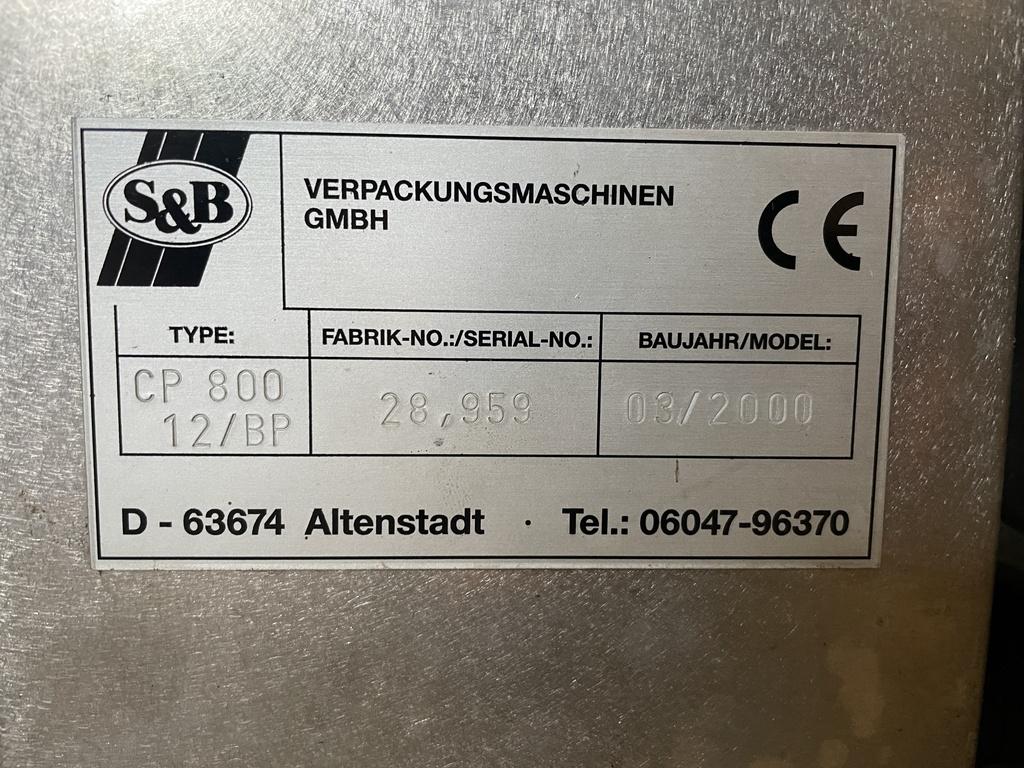 S&B
VERPACKUNGSMASCHINEN
GMBH
CE
TYPE:
FABRIK-NO.:/SERIAL-NO.:
BAUJAHR/MODEL:
CP 800
12/BP
28,959
03/2000
D - 63674 Altenstadt · Tel.: 06047-96370